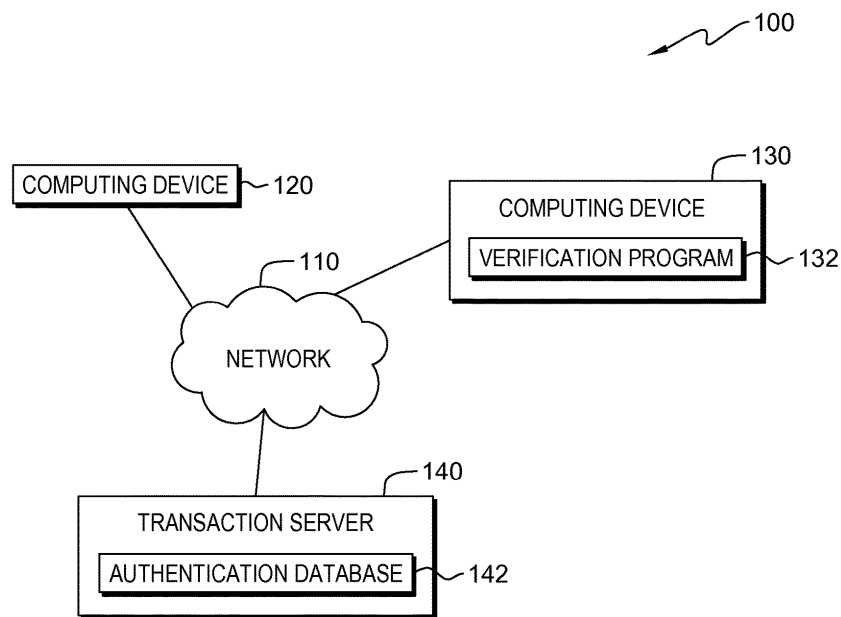 100
COMPUTING DEVICE
120
130
COMPUTING DEVICE
VERIFICATION PROGRAM
132
110
NETWORK
140
TRANSACTION SERVER
AUTHENTICATION DATABASE
142